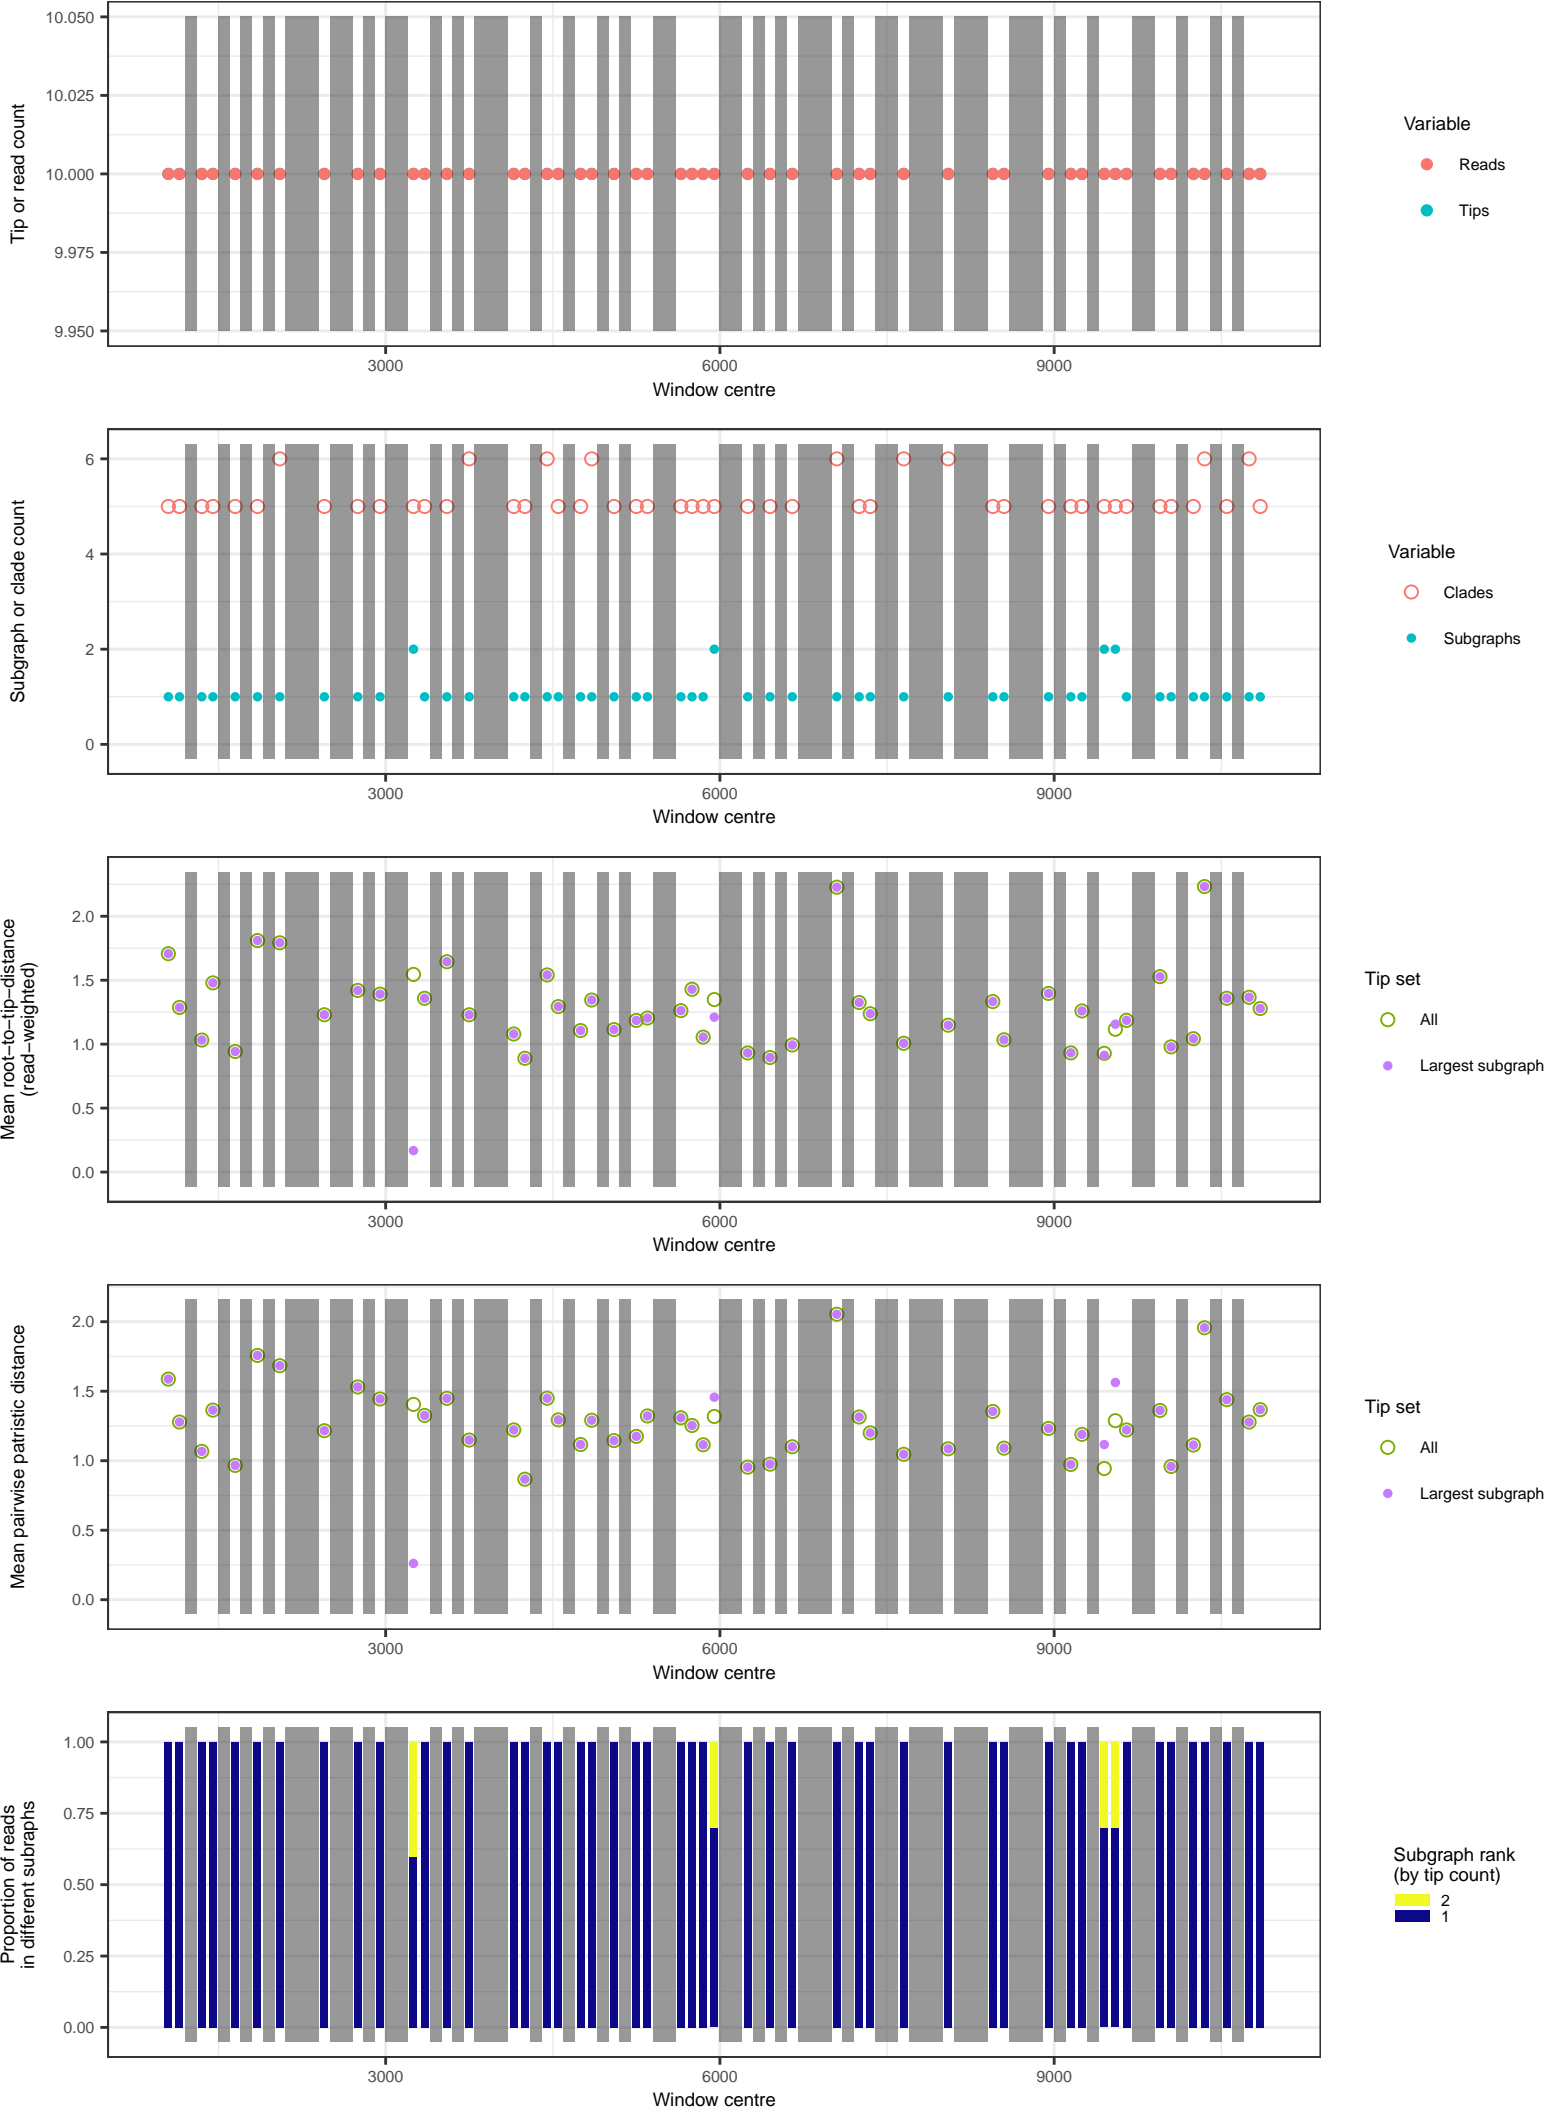 10.050
10.025
10.000
9.975
9.950
Tip or read count
3000
6000
9000
Window centre
Variable
Reads
Tips
6
4
2
0
Subgraph or clade count
3000
6000
9000
Window centre
Variable
Clades
Subgraphs
2.0
1.5
1.0
0.5
0.0
Mean root−to−tip−distance
(read−weighted)
3000
6000
9000
Window centre
Tip set
All
Largest subgraph
2.0
1.5
1.0
0.5
0.0
Mean pairwise patristic distance
3000
6000
9000
Window centre
Tip set
All
Largest subgraph
1.00
0.75
0.50
0.25
0.00
Proportion of reads
in different subraphs
3000
6000
9000
Window centre
Subgraph rank
(by tip count)
2
1